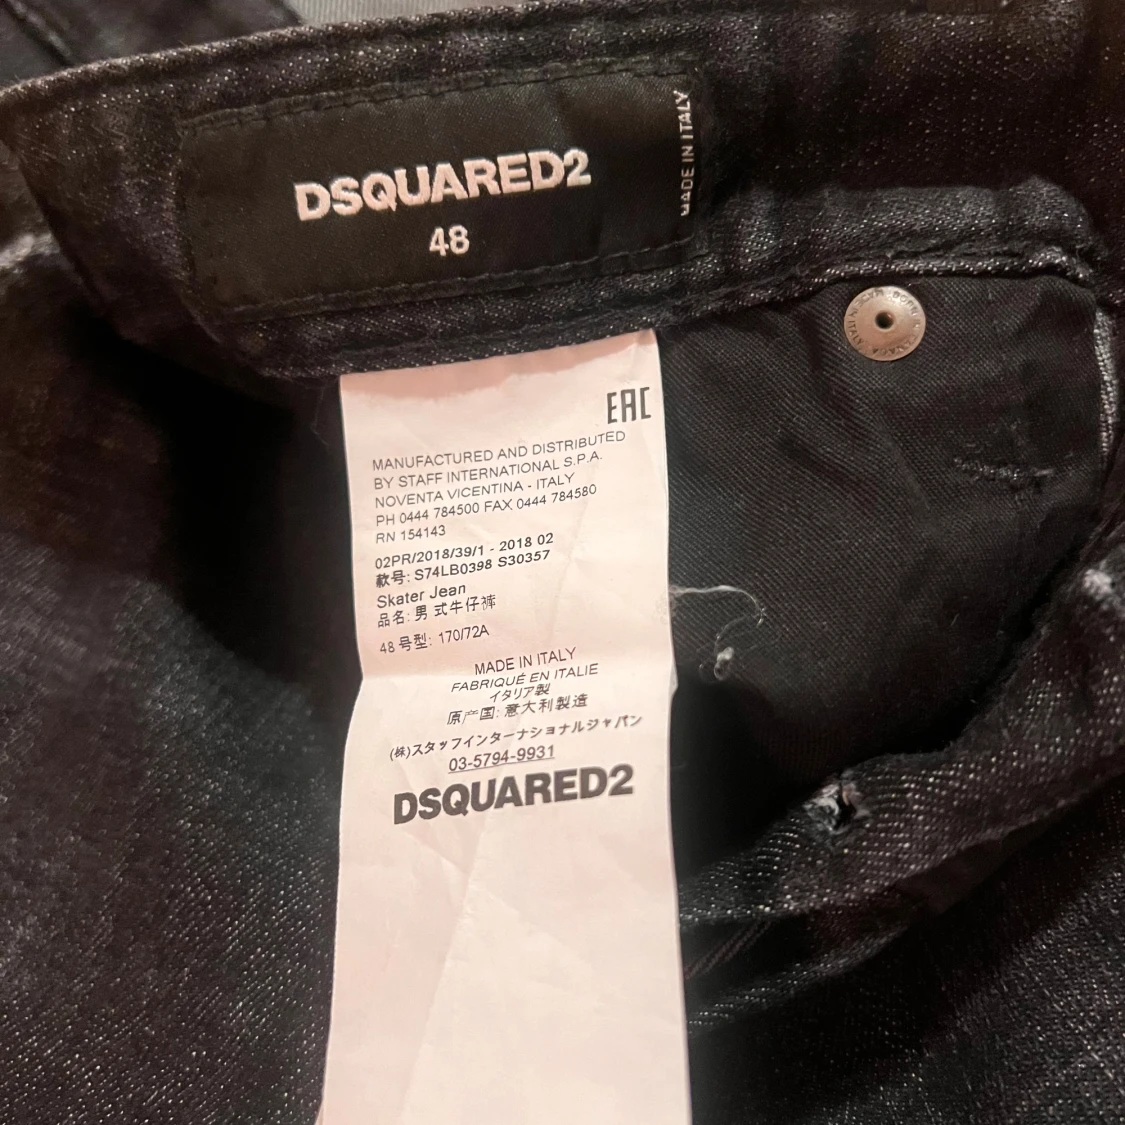 DSQUARED2
48
MADE IN ITALY
EAC
MANUFACTURED AND DISTRIBUTED
BY STAFF INTERNATIONAL S.P.A.
NOVENTA VICENTINA - ITALY
PH 0444 784500 FAX 0444 784580
RN 154143
02PR/2018/39/1 - 2018 02
款号: S74LB0398 S30357
Skater Jean
品名: 男式牛仔裤
48 号型: 170/72A
MADE IN ITALY
FABRIQUÉ EN ITALIE
イタリア製
原产国: 意大利製造
(株)スタッフインターナショナルジャパン
03-5794-9931
DSQUARED2